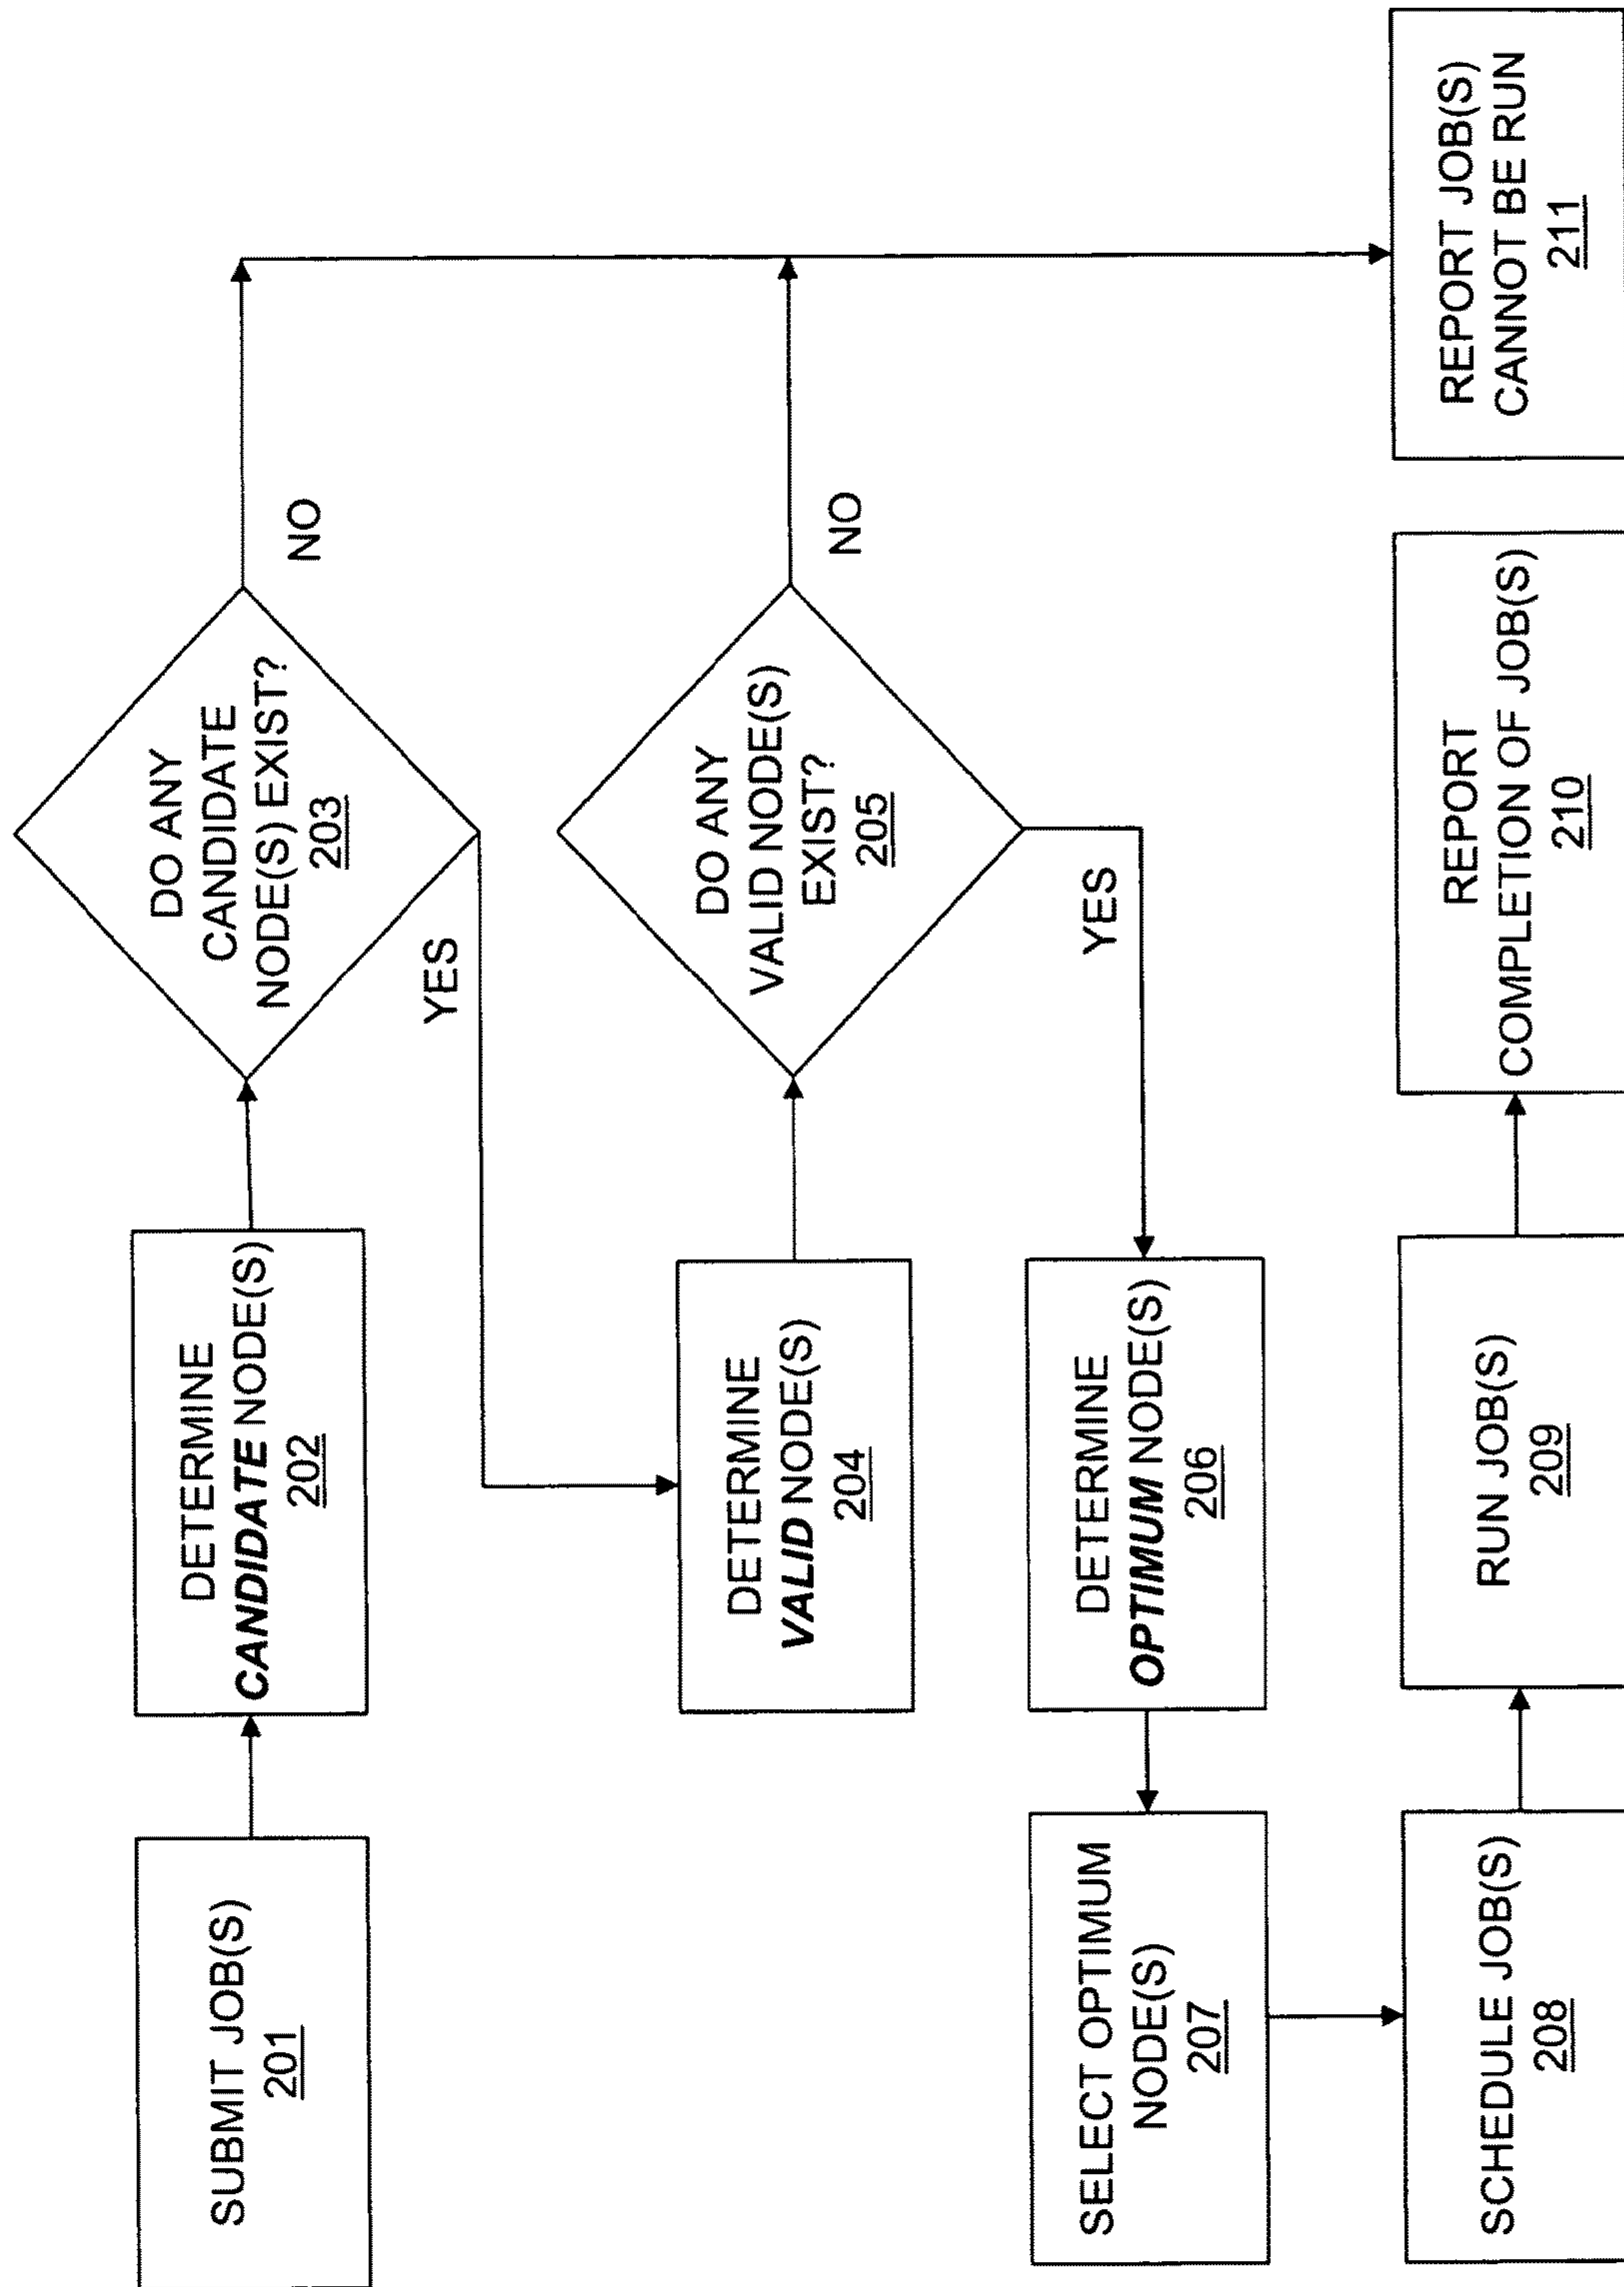 SUBMIT JOB(S)
201
DETERMINE
CANDIDATE NODE(S)
202
DO ANY
CANDIDATE
NODE(S) EXIST?
203
NO
YES
DETERMINE
VALID NODE(S)
204
DO ANY
VALID NODE(S)
EXIST?
205
NO
YES
DETERMINE
OPTIMUM NODE(S)
206
SELECT OPTIMUM
NODE(S)
207
SCHEDULE JOB(S)
208
RUN JOB(S)
209
REPORT
COMPLETION OF JOB(S)
210
REPORT JOB(S)
CANNOT BE RUN
211